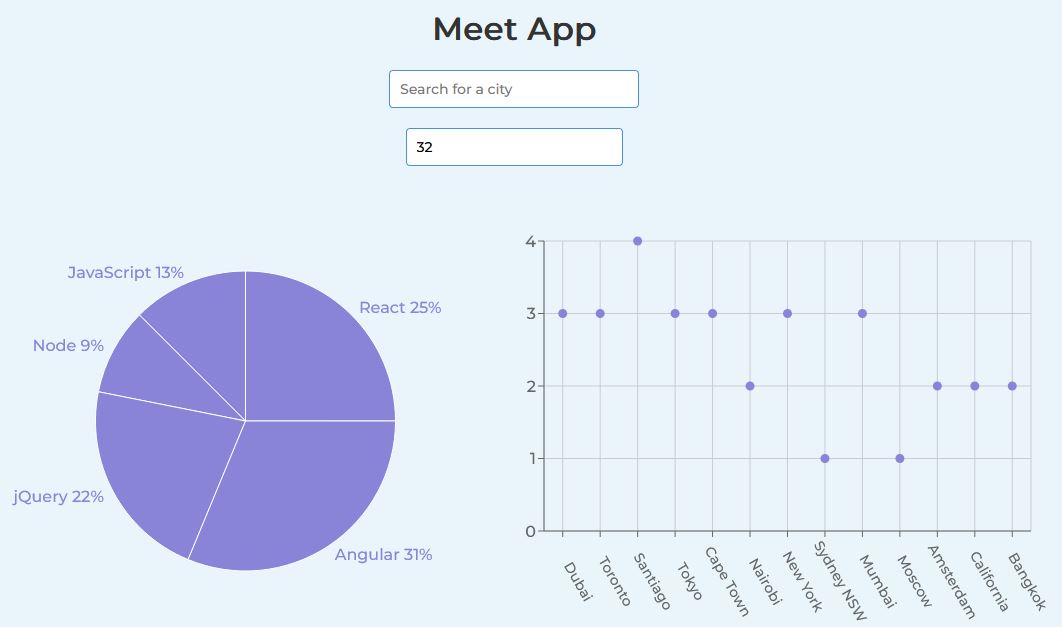 Meet App
Search for a city
32
JavaScript 13%
React 25%
Node 9%
jQuery 22%
Angular 31%
4
3
2
1
0
Dubai
Toronto
Santiago
Tokyo
Cape Town
Nairobi
New York
Sydney NSW
Mumbai
Moscow
Amsterdam
California
Bangkok